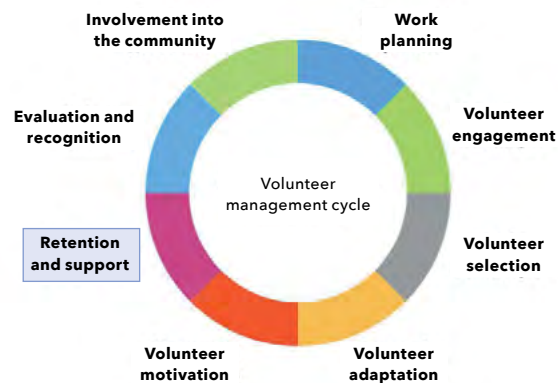 Involvement into
the community
Work
planning
Evaluation and
recognition
Volunteer
engagement
Volunteer
management cycle
Retention
and support
Volunteer
selection
Volunteer
motivation
Volunteer
adaptation